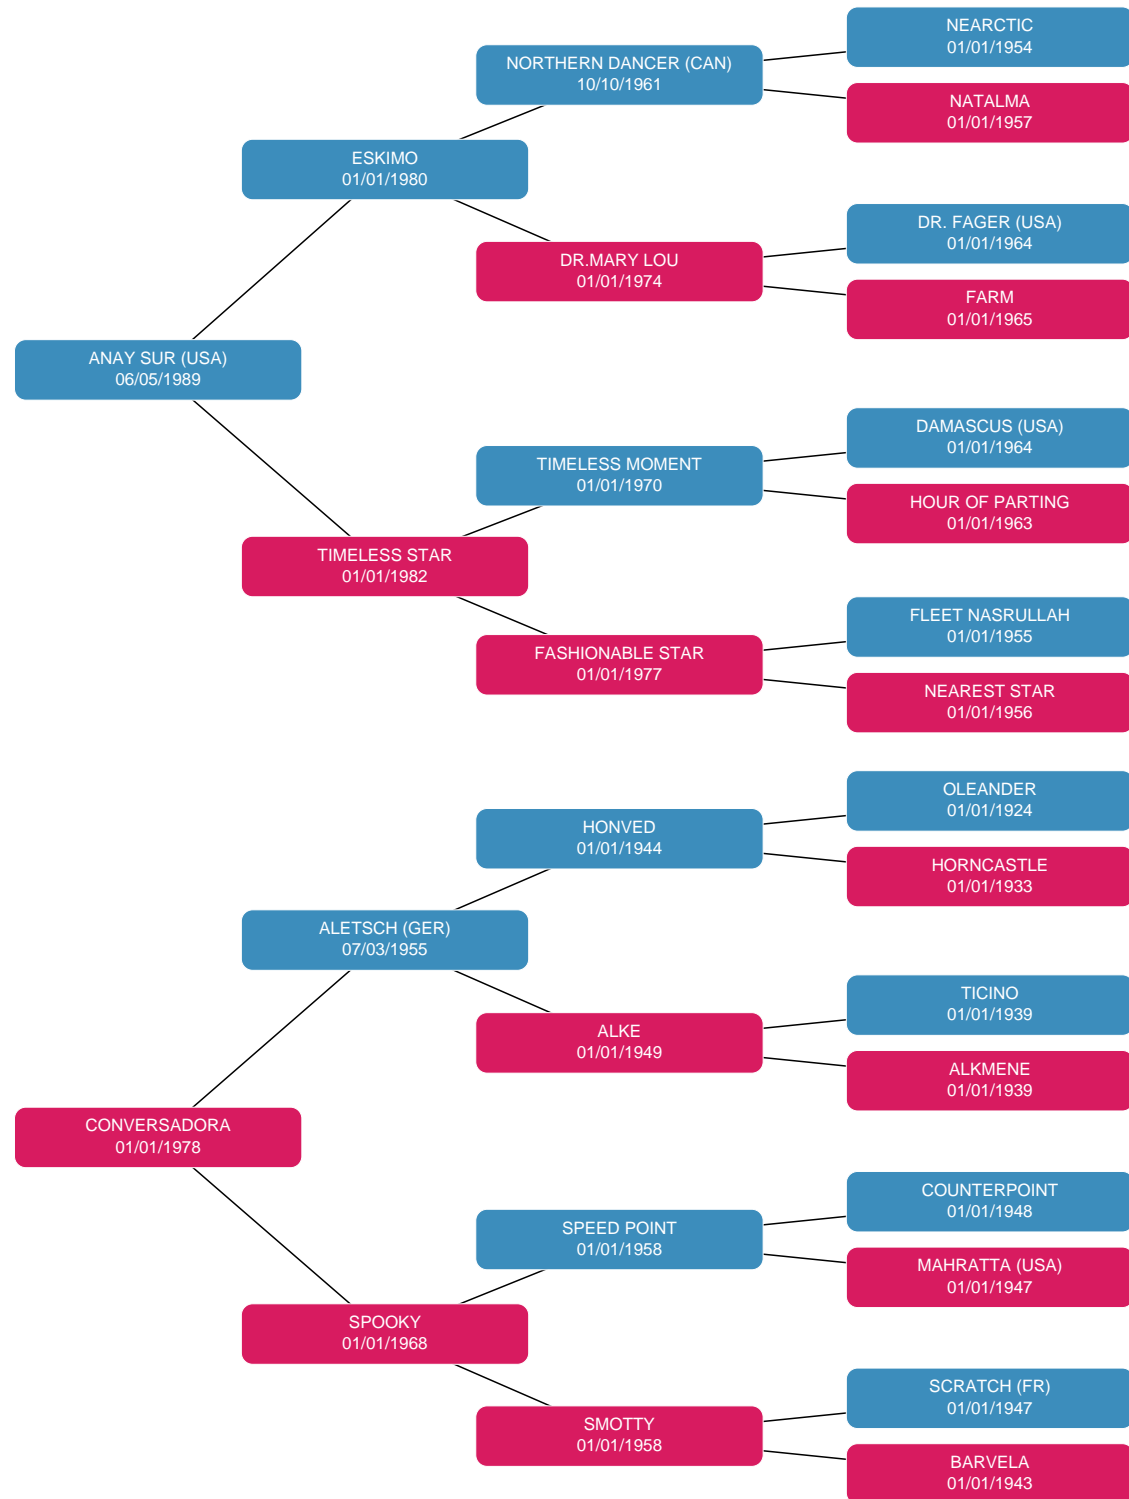 NEARCTIC
01/01/1954
NORTHERN DANCER (CAN)
10/10/1961
NATALMA
01/01/1957
ESKIMO
01/01/1980
DR. FAGER (USA)
01/01/1964
DR.MARY LOU
01/01/1974
FARM
01/01/1965
ANAY SUR (USA)
06/05/1989
DAMASCUS (USA)
01/01/1964
TIMELESS MOMENT
01/01/1970
HOUR OF PARTING
01/01/1963
TIMELESS STAR
01/01/1982
FLEET NASRULLAH
01/01/1955
FASHIONABLE STAR
01/01/1977
NEAREST STAR
01/01/1956
OLEANDER
01/01/1924
HONVED
01/01/1944
HORNCASTLE
01/01/1933
ALETSCH (GER)
07/03/1955
TICINO
01/01/1939
ALKE
01/01/1949
ALKMENE
01/01/1939
CONVERSADORA
01/01/1978
COUNTERPOINT
01/01/1948
SPEED POINT
01/01/1958
MAHRATTA (USA)
01/01/1947
SPOOKY
01/01/1968
SCRATCH (FR)
01/01/1947
SMOTTY
01/01/1958
BARVELA
01/01/1943